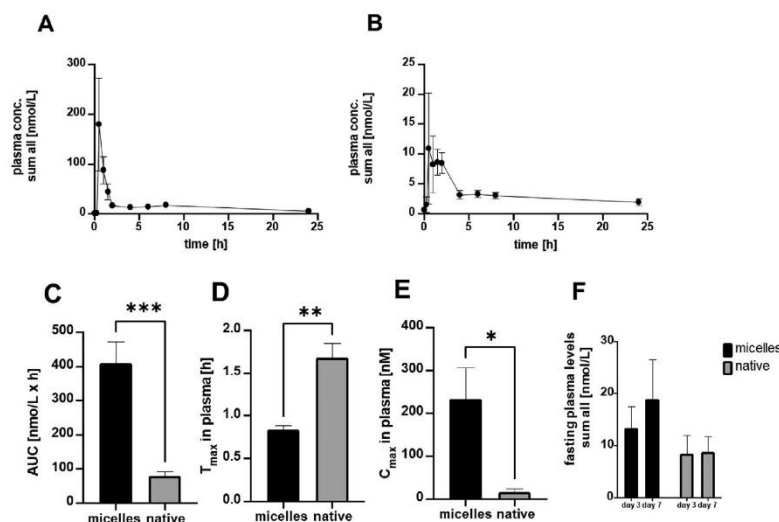 A
plasma conc.
sum all [nmol/L]
300
200
100
0
0 5 10 15 20 25
time [h]
B
plasma conc.
sum all [nmol/L]
25
20
15
10
5
0
0 5 10 15 20 25
time [h]
C
***
AUC [nmo/L x h]
500
400
300
200
100
0
micelles native
D
**
Tmax in plasma [h]
2.0
1.5
1.0
0.5
0.0
micelles native
E
*
Cmax in plasma [nM]
400
300
200
100
0
micelles native
F
fasting plasma levels
sum all [nmol/L]
30
20
10
0
day 3 day 7 day 3 day 7
micelles
native